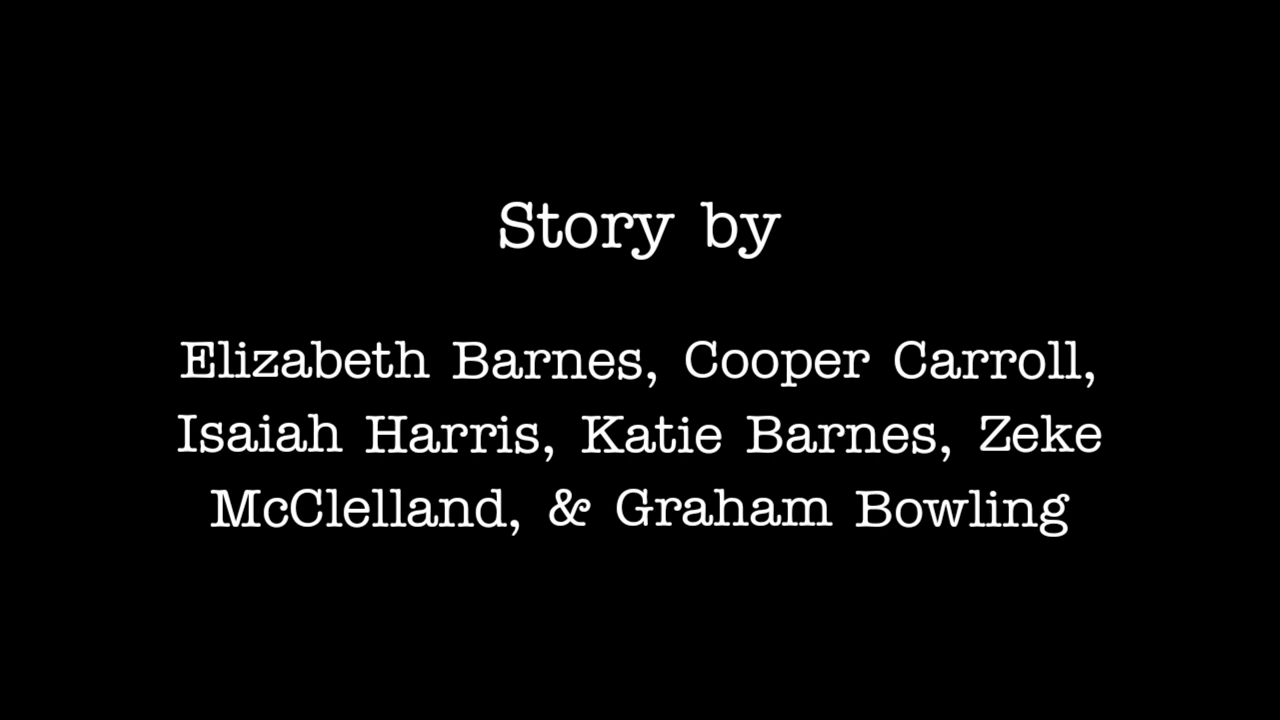 Story by
Elizabeth Barnes, Cooper Carroll,
Isaiah Harris, Katie Barnes, Zeke
McClelland, & Graham Bowling